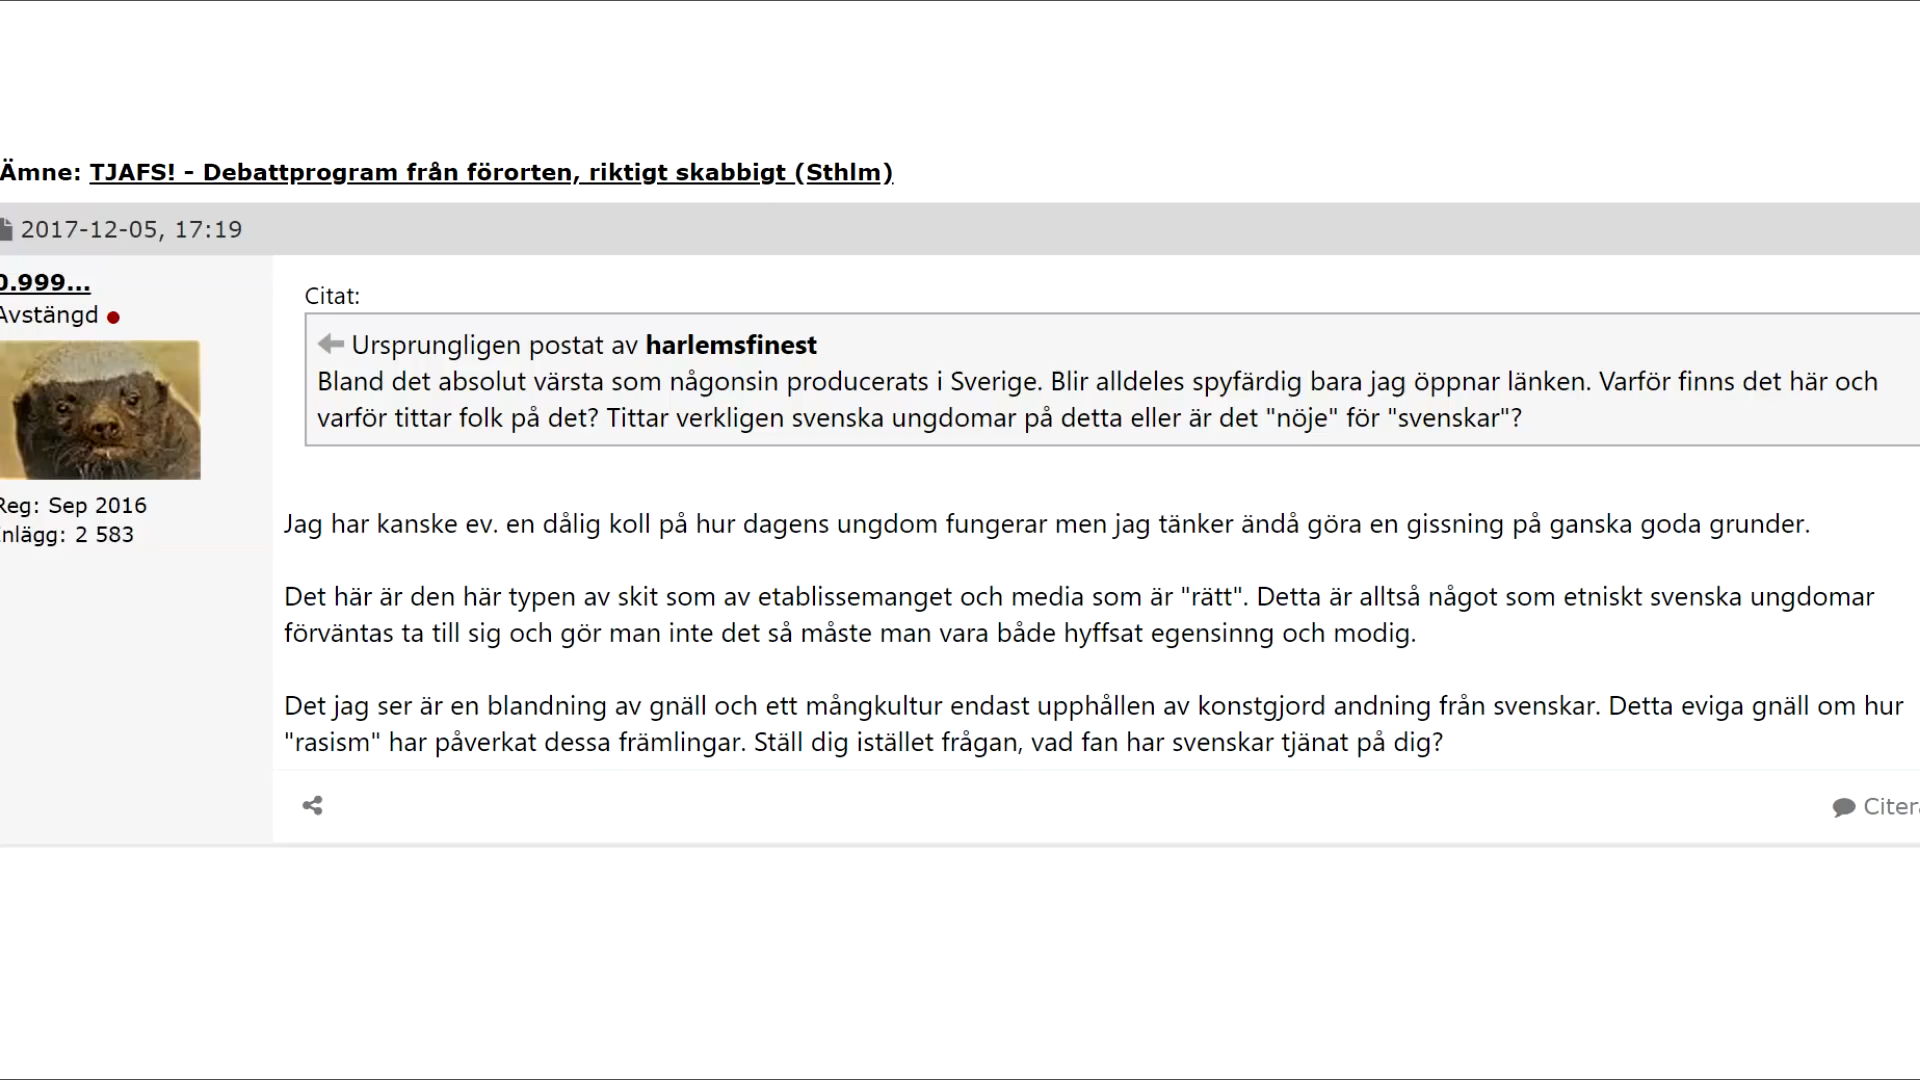 Ämne: TJAFS! - Debattprogram från förorten, riktigt skabbigt (Sthlm)
2017-12-05, 17:19
0.999...
Avstängd
Reg: Sep 2016
Inlägg: 2 583
Citat:
Ursprungligen postat av harlemsfinest
Bland det absolut värsta som någonsin producerats i Sverige. Blir alldeles spyfärdig bara jag öppnar länken. Varför finns det här och
varför tittar folk på det? Tittar verkligen svenska ungdomar på detta eller är det "nöje" för "svenskar"?
Jag har kanske ev. en dålig koll på hur dagens ungdom fungerar men jag tänker ändå göra en gissning på ganska goda grunder.
Det här är den här typen av skit som av etablissemanget och media som är "rätt". Detta är alltså något som etniskt svenska ungdomar
förväntas ta till sig och gör man inte det så måste man vara både hyffsat egensinng och modig.
Det jag ser är en blandning av gnäll och ett mångkultur endast upphållen av konstgjord andning från svenskar. Detta eviga gnäll om hur
"rasism" har påverkat dessa främlingar. Ställ dig istället frågan, vad fan har svenskar tjänat på dig?
Citera